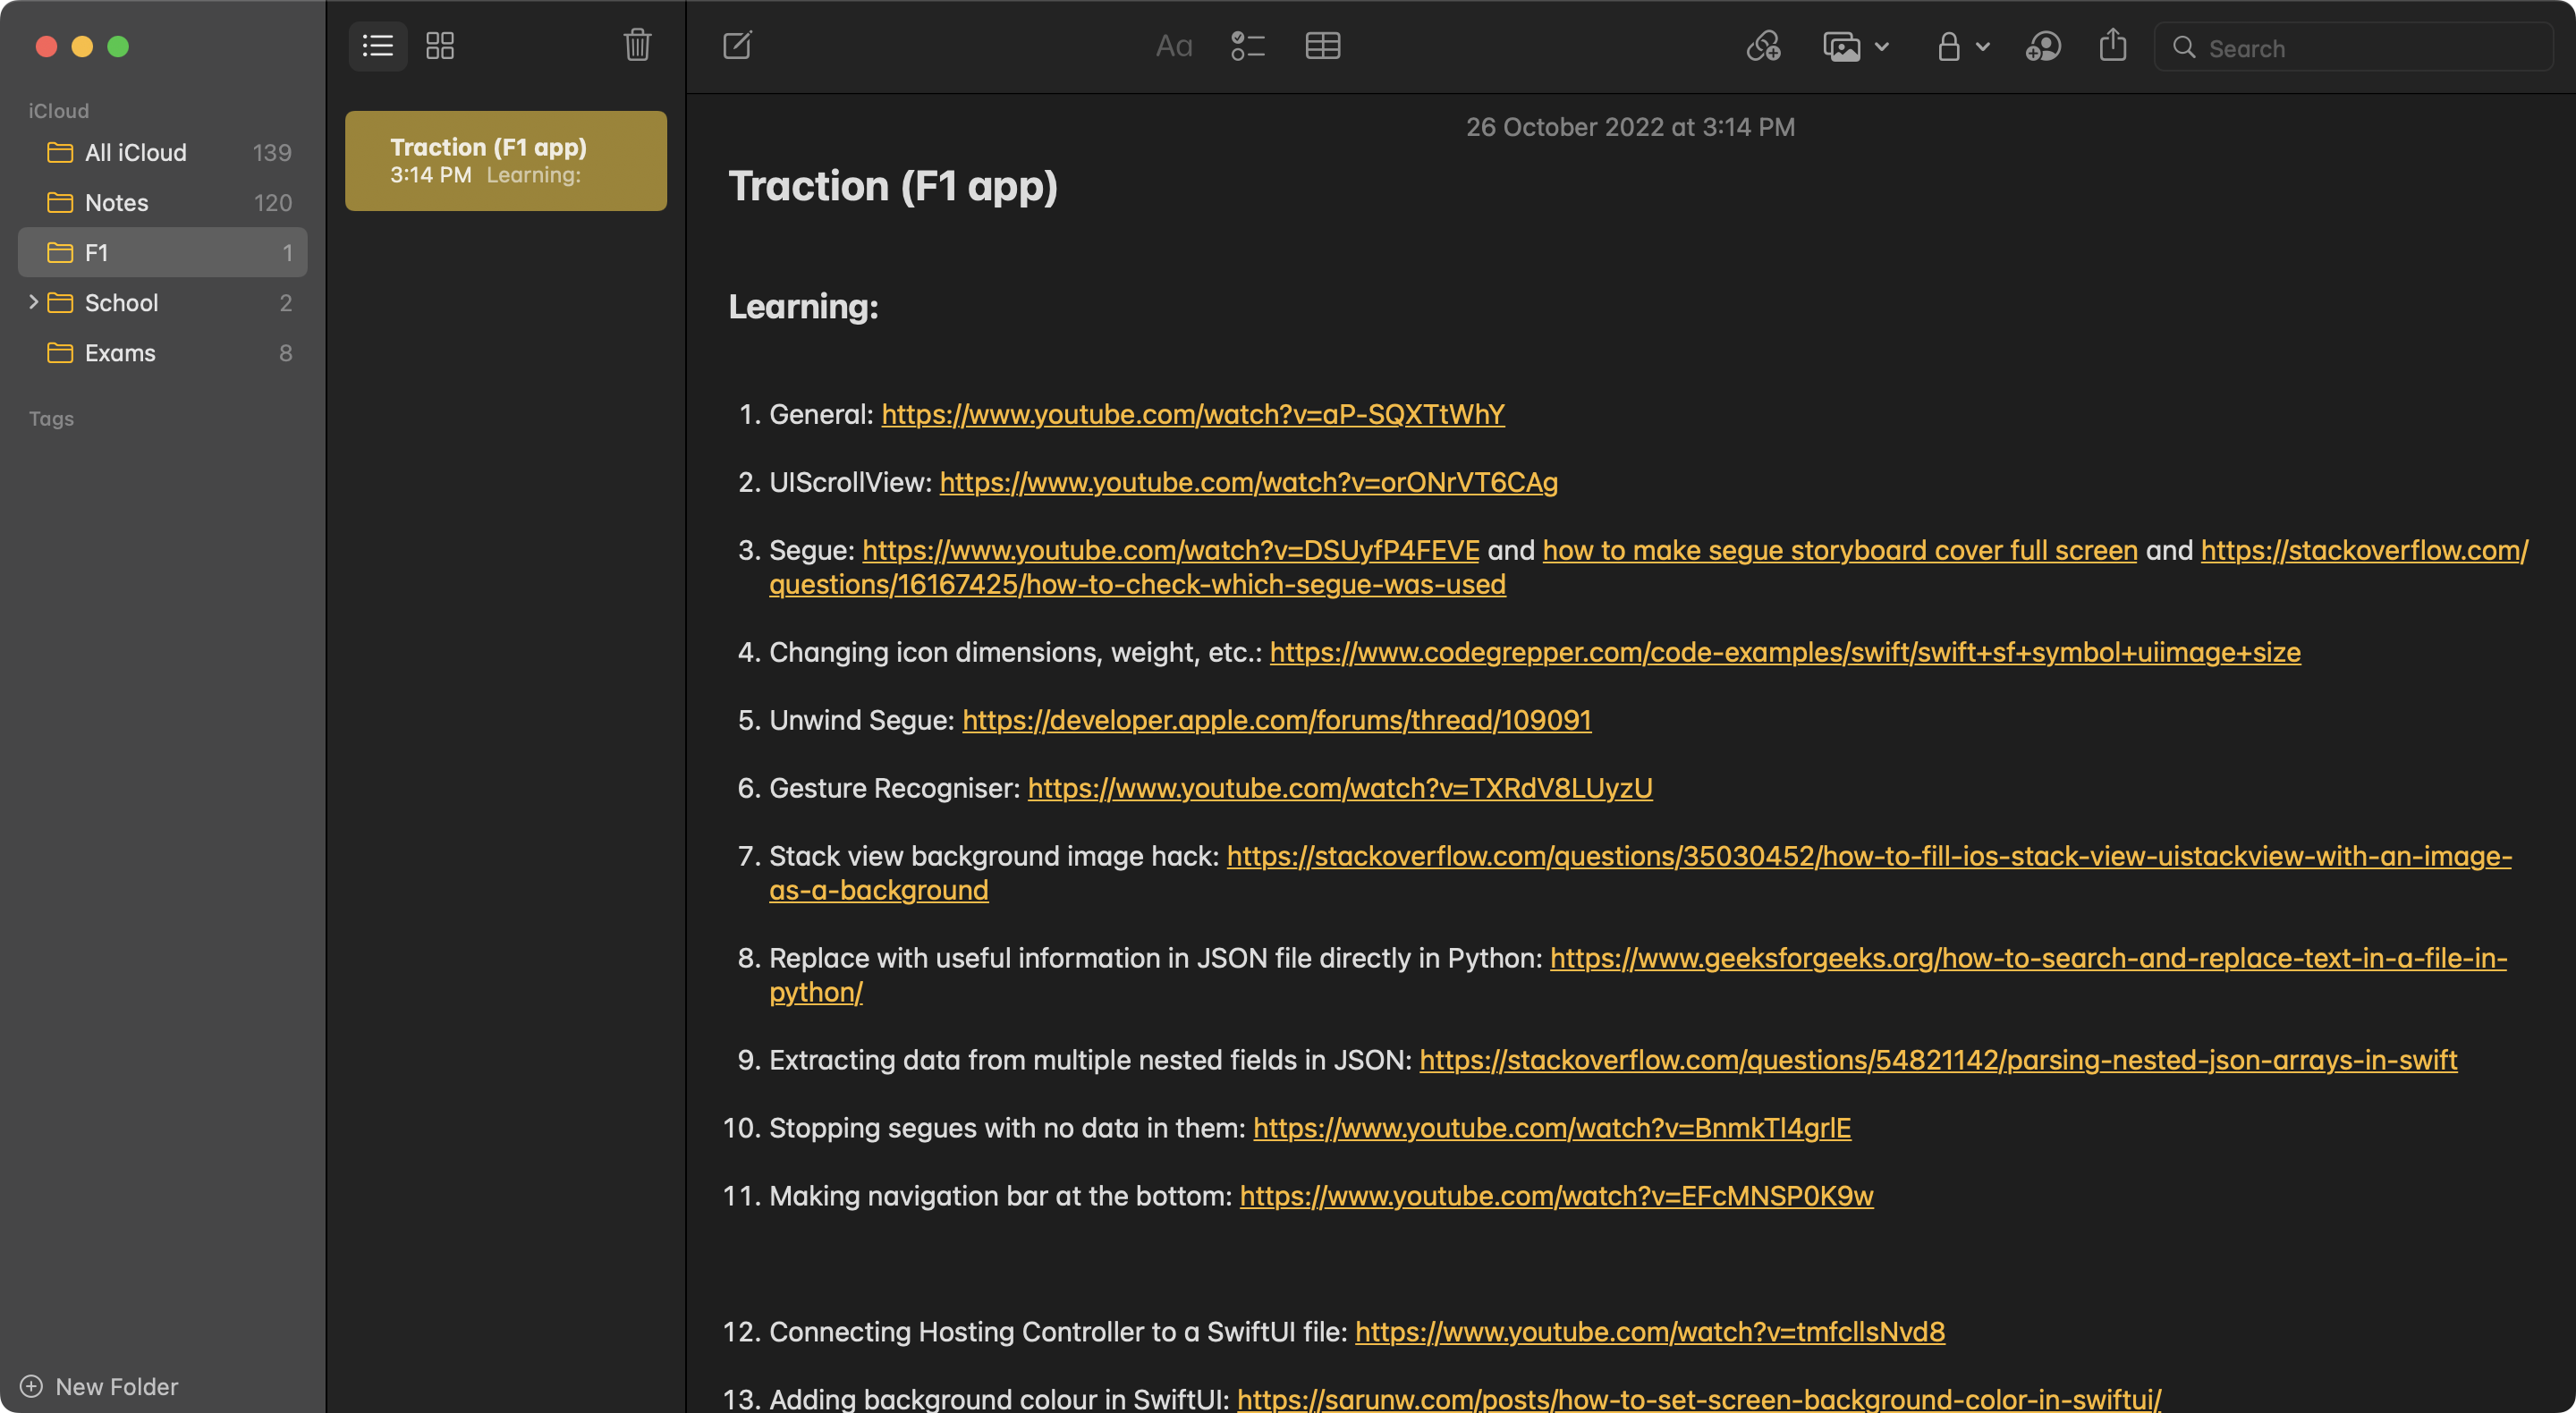 iCloud
All iCloud 139
Notes 120
F1 1
School 2
Exams 8
Tags
New Folder
Traction (F1 app)
3:14 PM Learning:
Aa
Search
26 October 2022 at 3:14 PM
Traction (F1 app)
Learning:
1. General: https://www.youtube.com/watch?v=aP-SQXTtWhY
2. UIScrollView: https://www.youtube.com/watch?v=orONrVT6CAg
3. Segue: https://www.youtube.com/watch?v=DSUyfP4FEVE and how to make segue storyboard cover full screen and https://stackoverflow.com/
questions/16167425/how-to-check-which-segue-was-used
4. Changing icon dimensions, weight, etc.: https://www.codegrepper.com/code-examples/swift/swift+sf+symbol+uiimage+size
5. Unwind Segue: https://developer.apple.com/forums/thread/109091
6. Gesture Recogniser: https://www.youtube.com/watch?v=TXRdV8LUyzU
7. Stack view background image hack: https://stackoverflow.com/questions/35030452/how-to-fill-ios-stack-view-uistackview-with-an-image-
as-a-background
8. Replace with useful information in JSON file directly in Python: https://www.geeksforgeeks.org/how-to-search-and-replace-text-in-a-file-in-
python/
9. Extracting data from multiple nested fields in JSON: https://stackoverflow.com/questions/54821142/parsing-nested-json-arrays-in-swift
10. Stopping segues with no data in them: https://www.youtube.com/watch?v=BnmkTl4grlE
11. Making navigation bar at the bottom: https://www.youtube.com/watch?v=EFcMNSP0K9w
12. Connecting Hosting Controller to a SwiftUI file: https://www.youtube.com/watch?v=tmfcllsNvd8
13. Adding background colour in SwiftUI: https://sarunw.com/posts/how-to-set-screen-background-color-in-swiftui/